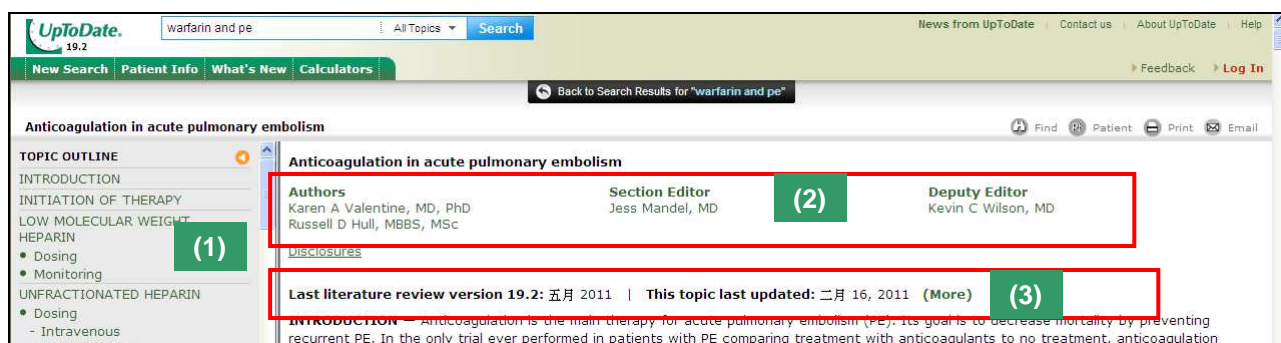 UpToDate. warfarin and pe All Topics Search News from UpToDate Contact us About UpToDate Help
19.2
New Search Patient Info What's New Calculators Feedback Log In
Back to Search Results for "warfarin and pe"
Anticoagulation in acute pulmonary embolism Find Patient Print Email
TOPIC OUTLINE
INTRODUCTION
INITIATION OF THERAPY
LOW MOLECULAR WEIGHT
HEPARIN
(1)
• Dosing
• Monitoring
UNFRACTIONATED HEPARIN
• Dosing
- Intravenous
Anticoagulation in acute pulmonary embolism
Authors Section Editor (2) Deputy Editor
Karen A Valentine, MD, PhD Jess Mandel, MD Kevin C Wilson, MD
Russell D Hull, MBBS, MSc
Disclosures
Last literature review version 19.2: 五月 2011 | This topic last updated: 二月 16, 2011 (More) (3)
INTRODUCTION — Anticoagulation is the main therapy for acute pulmonary embolism (PE). Its goal is to decrease mortality by preventing
recurrent PE. In the only trial ever performed in patients with PE comparing treatment with anticoagulants to no treatment, anticoagulation